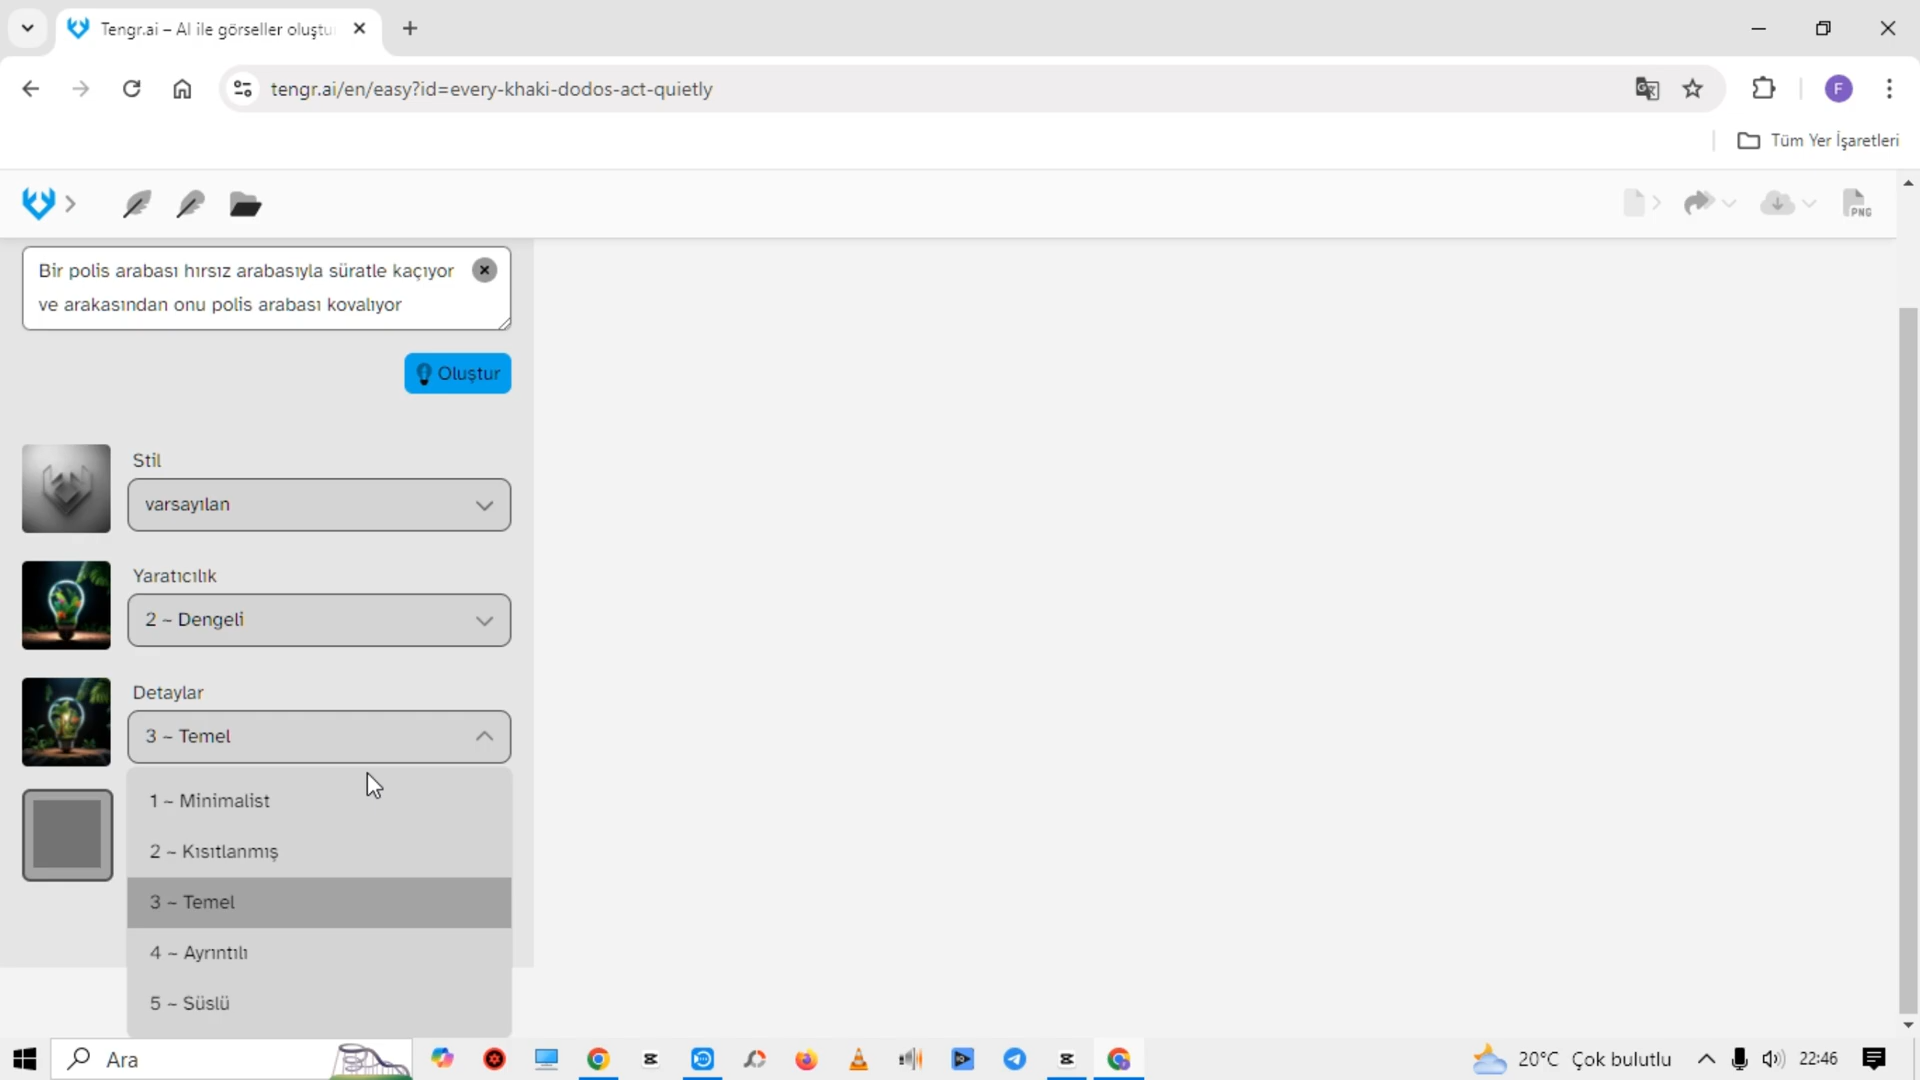 Tengr.ai – AI ile görseller oluştu
tengr.ai/en/easy?id=every-khaki-dodos-act-quietly
F
Tüm Yer İşaretleri
PNG
Bir polis arabası hırsız arabasıyla süratle kaçıyor
ve arakasından onu polis arabası kovalıyor
Oluştur
Stil
varsayılan
Yaratıcılık
2 ~ Dengeli
Detaylar
3 ~ Temel
1 ~ Minimalist
2 ~ Kısıtlanmış
3 ~ Temel
4 ~ Ayrıntılı
5 ~ Süslü
Ara
20°C Çok bulutlu
22:46